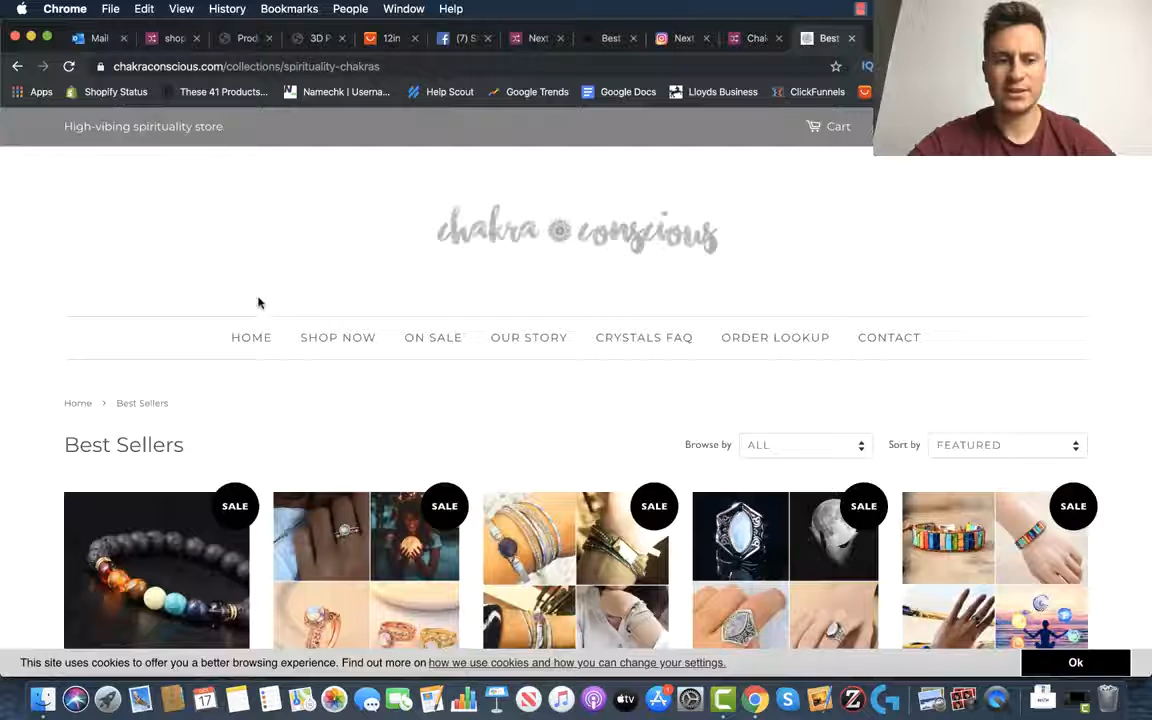 Chrome File Edit View History Bookmarks People Window Help
Mail shop Prod 3D P 12in (7) S Next Best Next Chak Best
chakraconscious.com/collections/spirituality-chakras IQ
Apps Shopify Status These 41 Products... Namechk | Userna... Help Scout Google Trends Google Docs Lloyds Business ClickFunnels
High-vibing spirituality store. Cart
chakra conscious
HOME SHOP NOW ON SALE OUR STORY CRYSTALS FAQ ORDER LOOKUP CONTACT
Home › Best Sellers
Best Sellers Browse by ALL Sort by FEATURED
SALE SALE SALE SALE SALE
This site uses cookies to offer you a better browsing experience. Find out more on how we use cookies and how you can change your settings. Ok
OCT
17
tv